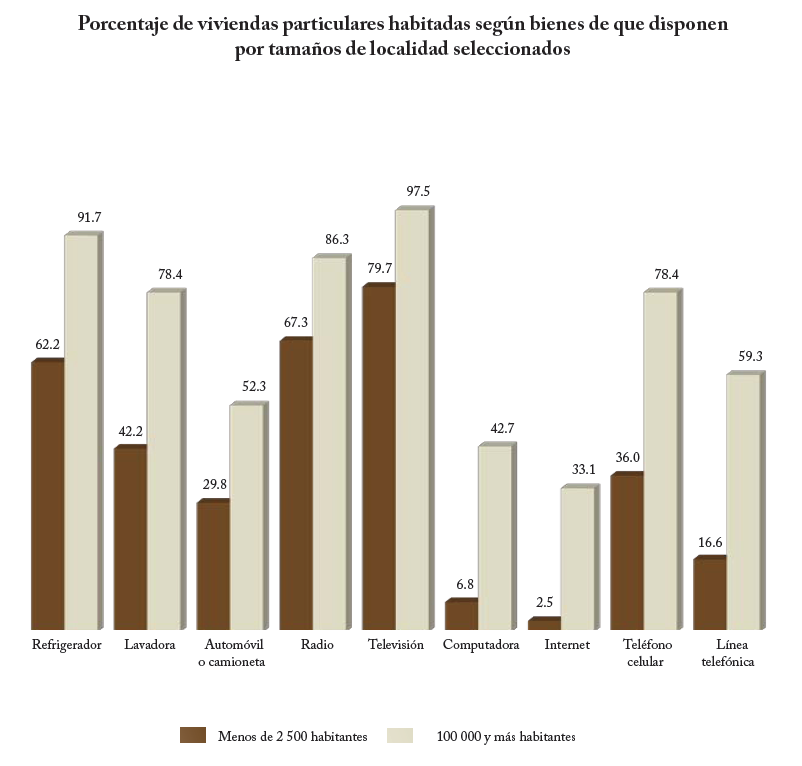 Porcentaje de viviendas particulares habitadas según bienes de que disponen
por tamaños de localidad seleccionados
97.5
91.7
86.3
78.4
79.7
78.4
67.3
62.2
59.3
52.3
42.2
42.7
36.0
33.1
29.8
16.6
6.8
2.5
Refrigerador
Lavadora
Automóvil
o camioneta
Radio
Televisión
Computadora
Internet
Teléfono
celular
Línea
telefónica
Menos de 2 500 habitantes
100 000 y más habitantes